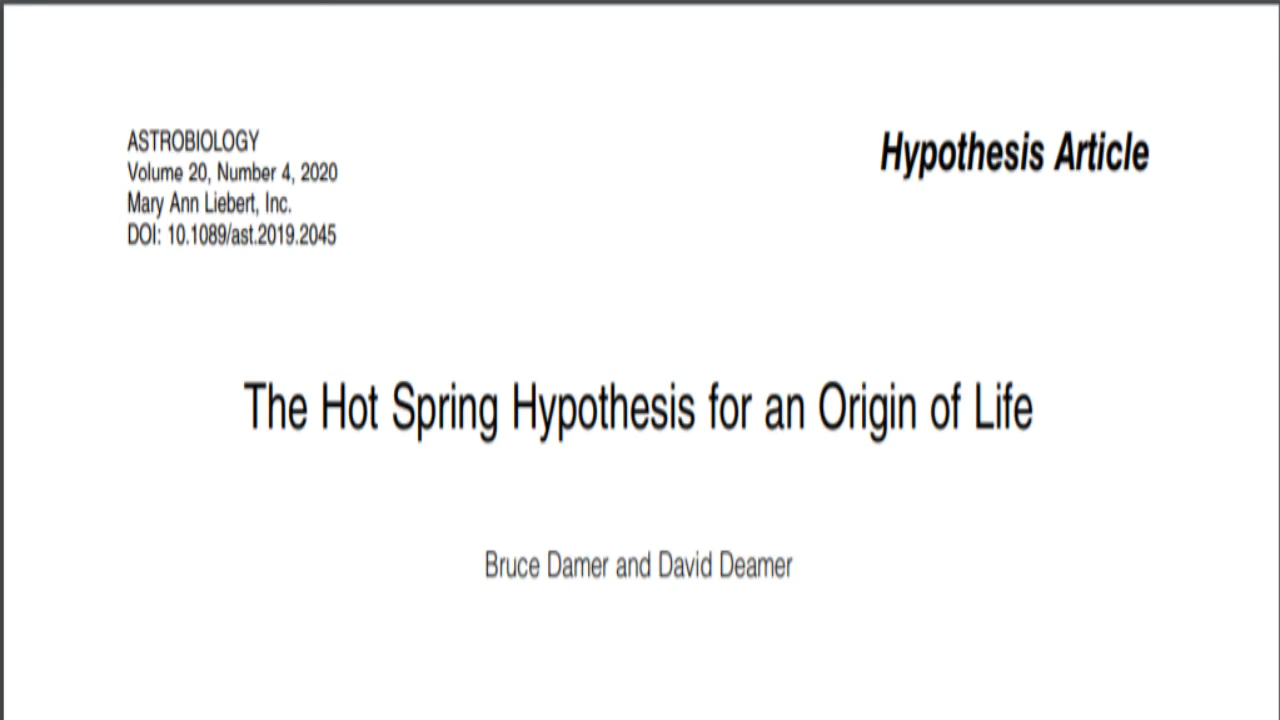 ASTROBIOLOGY
Volume 20, Number 4, 2020
Mary Ann Liebert, Inc.
DOI: 10.1089/ast.2019.2045
Hypothesis Article
The Hot Spring Hypothesis for an Origin of Life
Bruce Damer and David Deamer